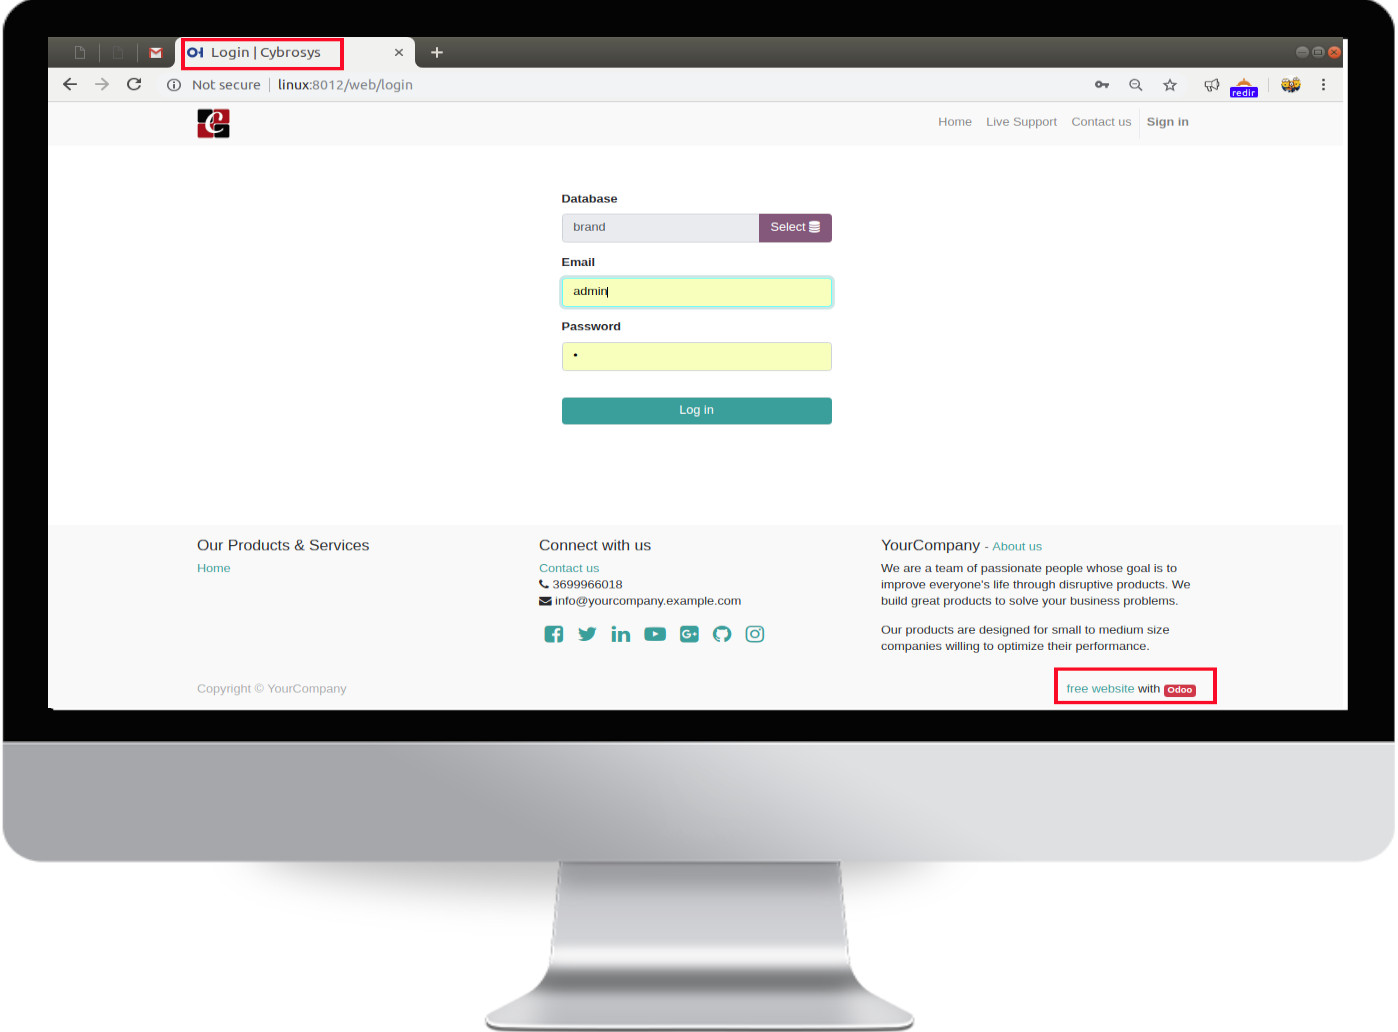 Login | Cybrosys
Not secure linux:8012/web/login
redir
Home Live Support Contact us Sign in
Database
brand Select
Email
admin
Password
Log in
Our Products & Services
Home
Connect with us
Contact us
3699966018
info@yourcompany.example.com
YourCompany - About us
We are a team of passionate people whose goal is to
improve everyone's life through disruptive products. We
build great products to solve your business problems.
Our products are designed for small to medium size
companies willing to optimize their performance.
Copyright © YourCompany
free website with Odoo